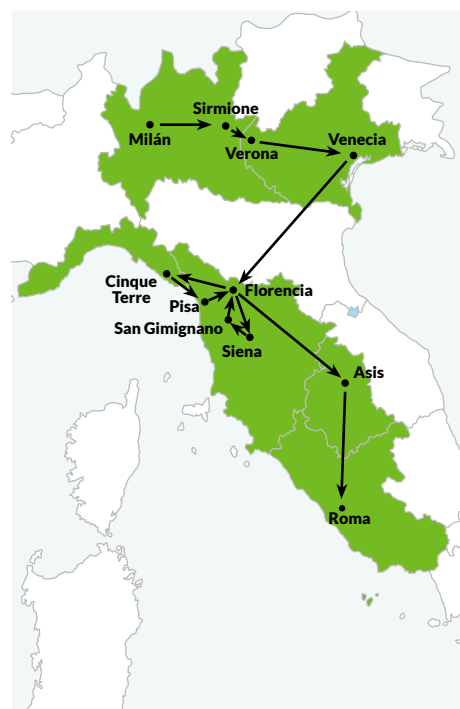 Sirmione
Milán
Verona
Venecia
Cinque
Terre
Pisa
Florencia
San Gimignano
Siena
Asis
Roma